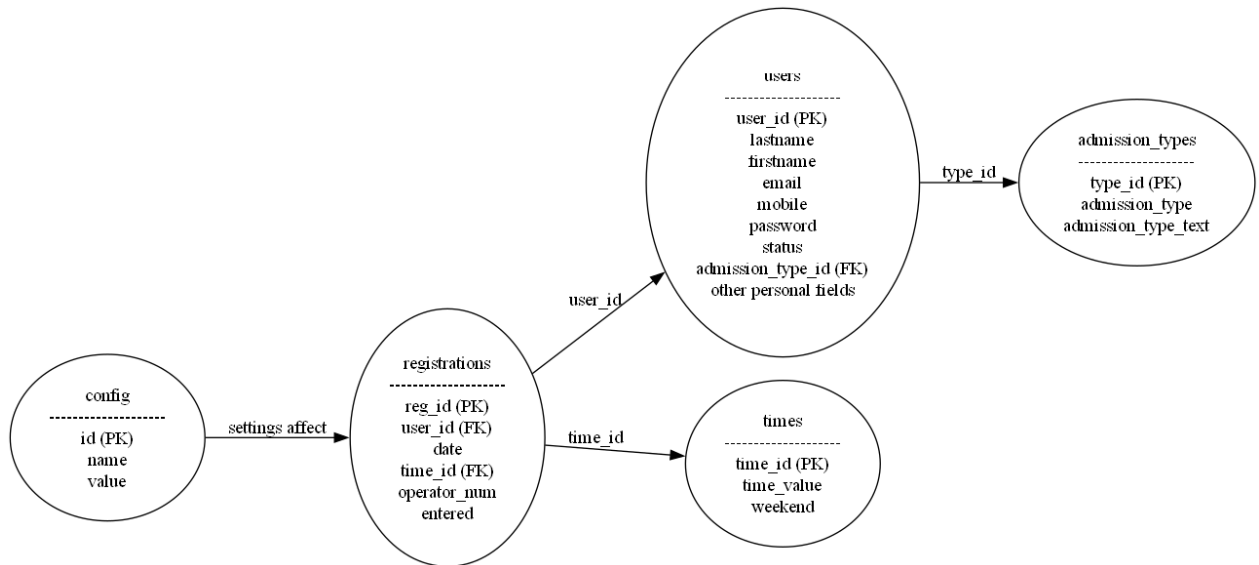 config
--------------------
id (PK)
name
value
settings affect
registrations
--------------------
reg_id (PK)
user_id (FK)
date
time_id (FK)
operator_num
entered
user_id
time_id
users
--------------------
user_id (PK)
lastname
firstname
email
mobile
password
status
admission_type_id (FK)
other personal fields
times
--------------------
time_id (PK)
time_value
weekend
type_id
admission_types
--------------------
type_id (PK)
admission_type
admission_type_text